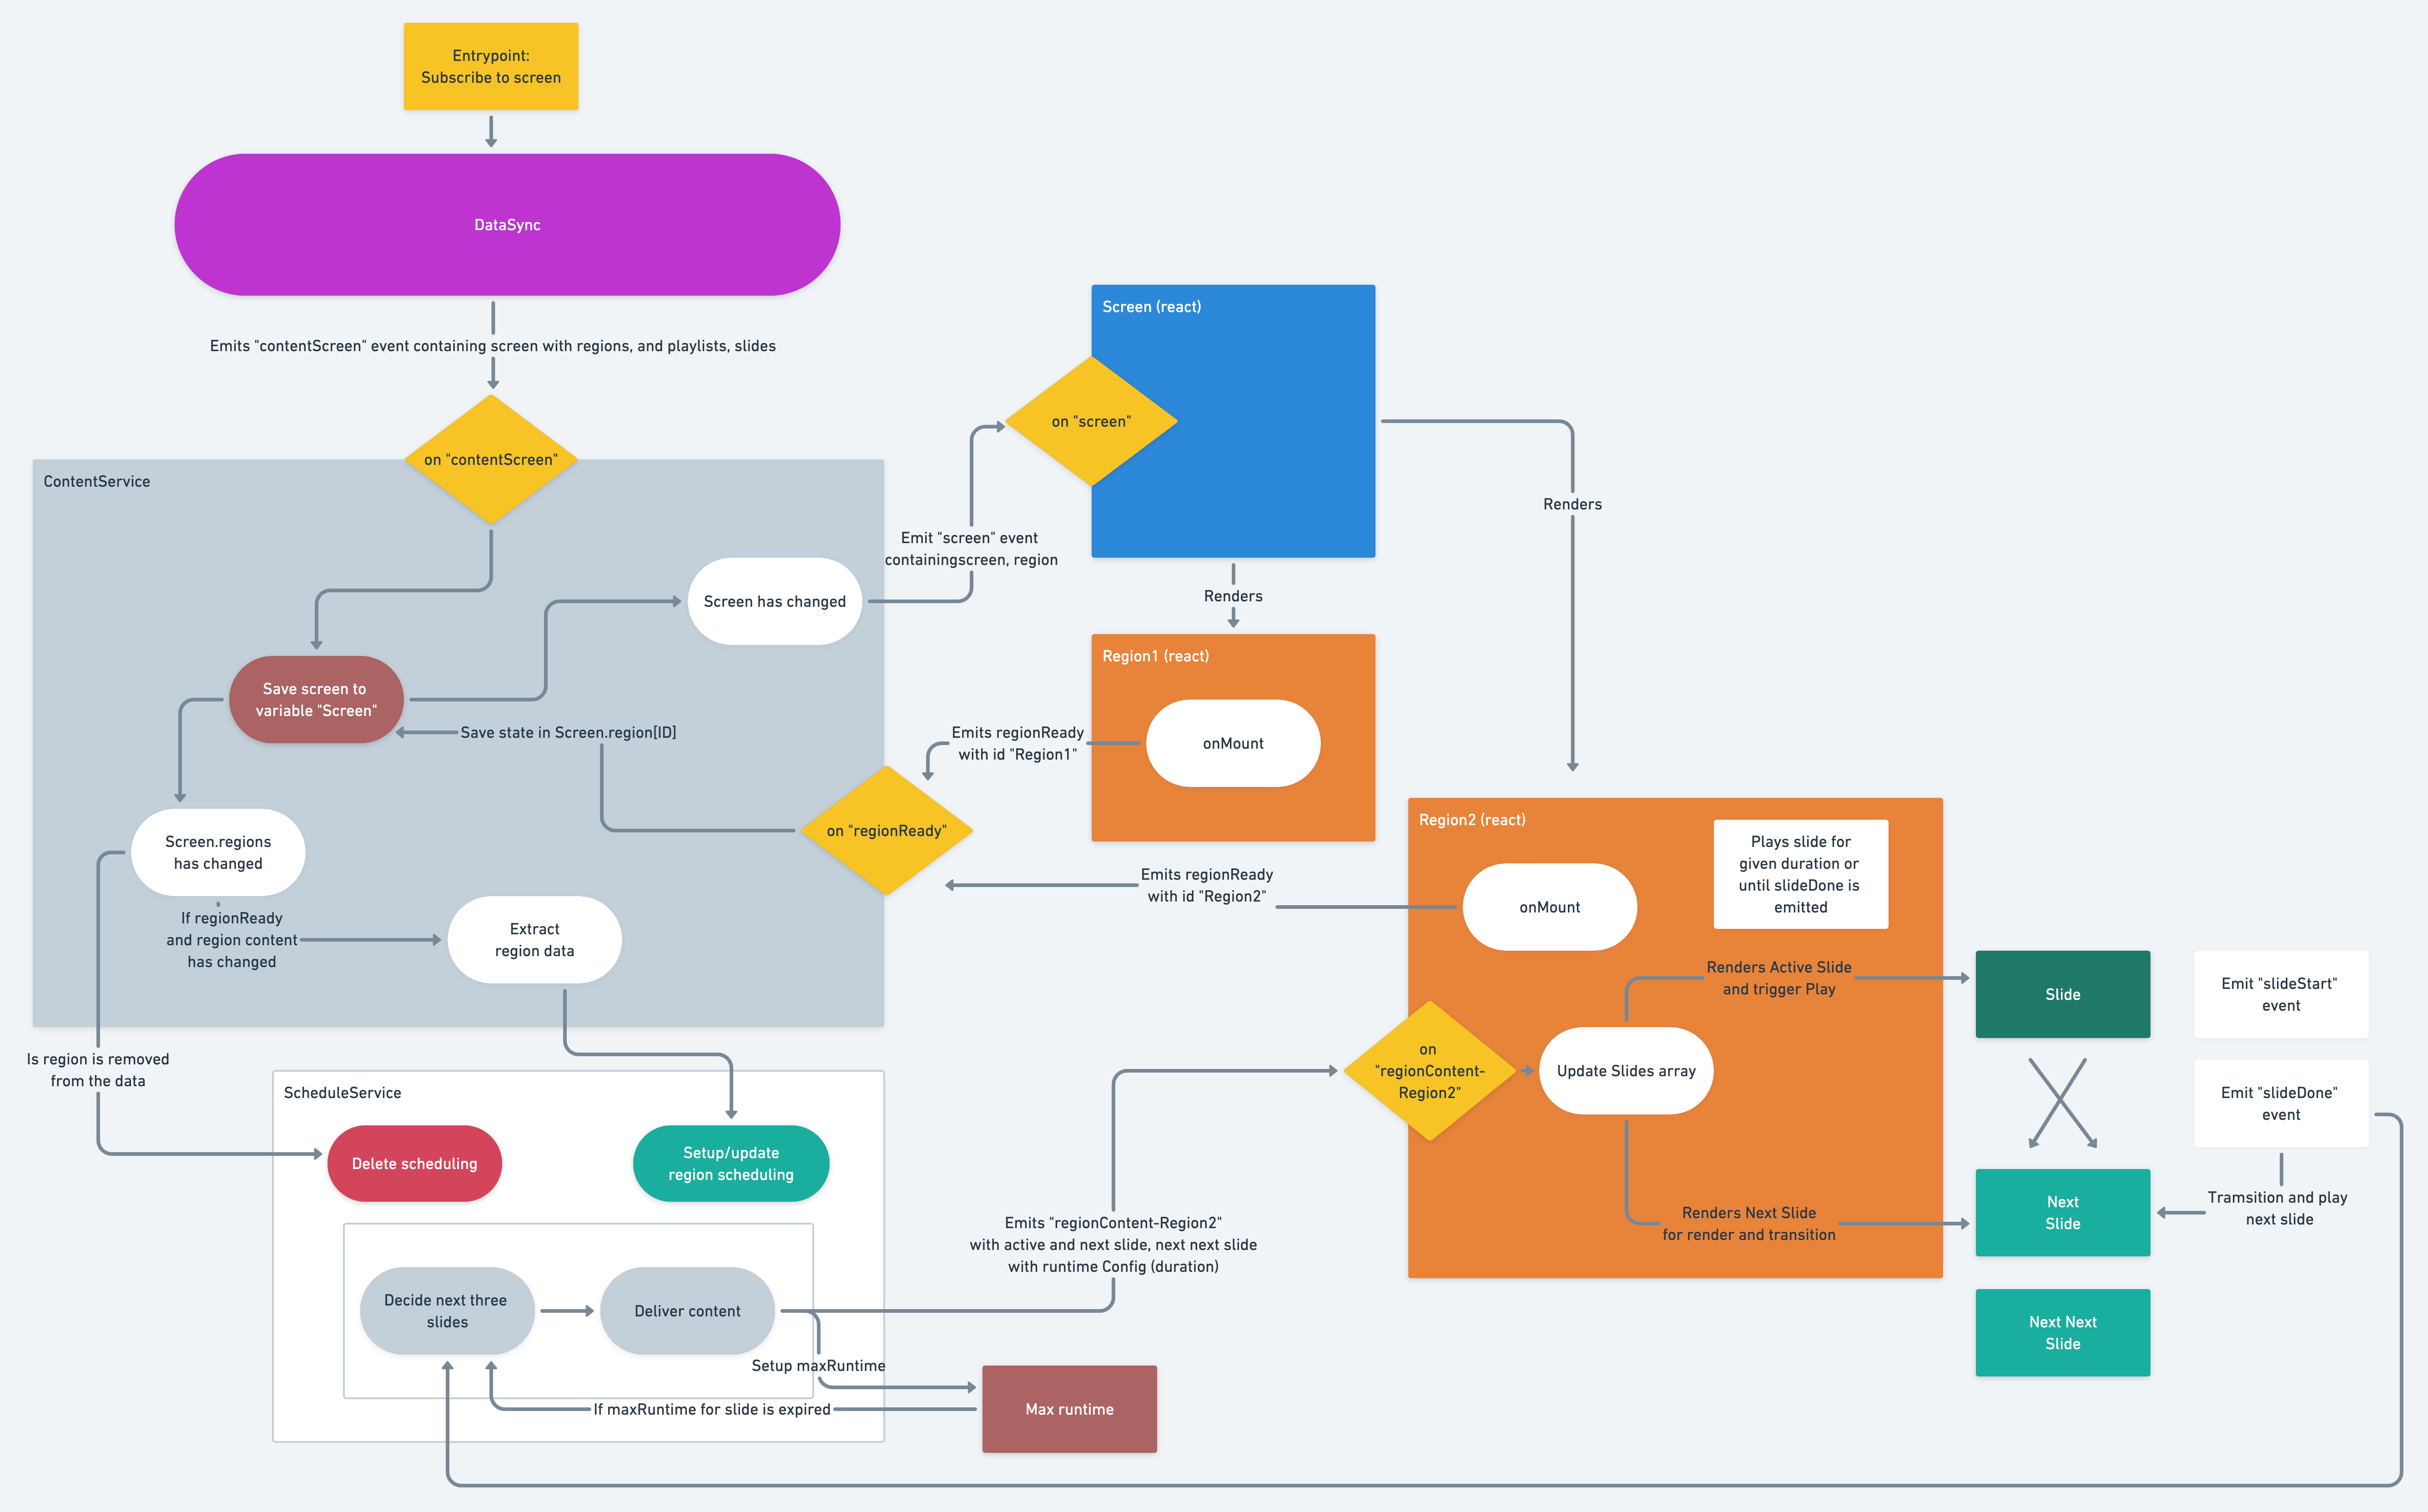 Entrypoint:
Subscribe to screen
DataSync
Emits "contentScreen" event containing screen with regions, and playlists, slides
on "contentScreen"
ContentService
Screen has changed
Emit "screen" event
containingscreen, region
Screen (react)
on "screen"
Renders
Renders
Save screen to
variable "Screen"
Save state in Screen.region[ID]
Region1 (react)
onMount
Emits regionReady
with id "Region1"
on "regionReady"
Screen.regions
has changed
If regionReady
and region content
has changed
Extract
region data
Emits regionReady
with id "Region2"
Region2 (react)
onMount
Plays slide for
given duration or
until slideDone is
emitted
Renders Active Slide
and trigger Play
on
"regionContent-
Region2"
Update Slides array
Renders Next Slide
for render and transition
Slide
Emit "slideStart"
event
Emit "slideDone"
event
Tramsition and play
next slide
Next
Slide
Next Next
Slide
Is region is removed
from the data
ScheduleService
Delete scheduling
Setup/update
region scheduling
Decide next three
slides
Deliver content
Emits "regionContent-Region2"
with active and next slide, next next slide
with runtime Config (duration)
Setup maxRuntime
If maxRuntime for slide is expired
Max runtime